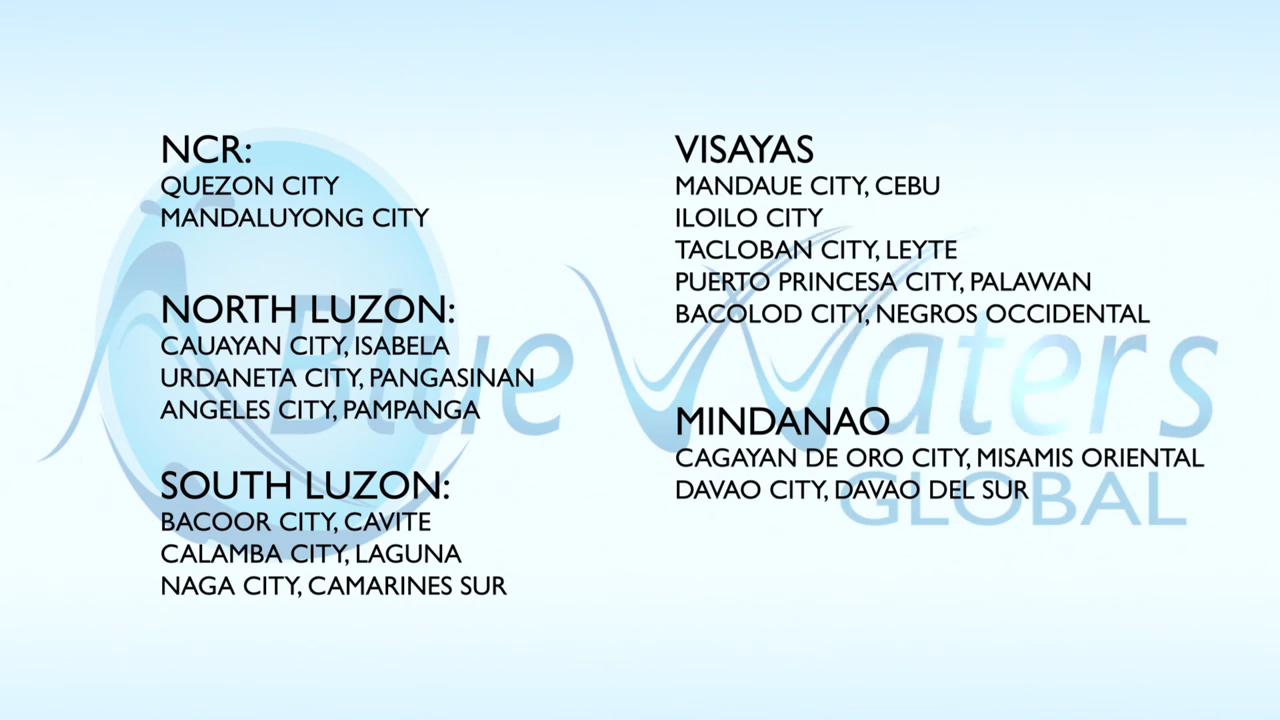 NCR:
QUEZON CITY
MANDALUYONG CITY
NORTH LUZON:
CAUAYAN CITY, ISABELA
URDANETA CITY, PANGASINAN
ANGELES CITY, PAMPANGA
SOUTH LUZON:
BACOOR CITY, CAVITE
CALAMBA CITY, LAGUNA
NAGA CITY, CAMARINES SUR
VISAYAS
MANDAUE CITY, CEBU
ILOILO CITY
TACLOBAN CITY, LEYTE
PUERTO PRINCESA CITY, PALAWAN
BACOLOD CITY, NEGROS OCCIDENTAL
MINDANAO
CAGAYAN DE ORO CITY, MISAMIS ORIENTAL
DAVAO CITY, DAVAO DEL SUR
Blue Waters
GLOBAL